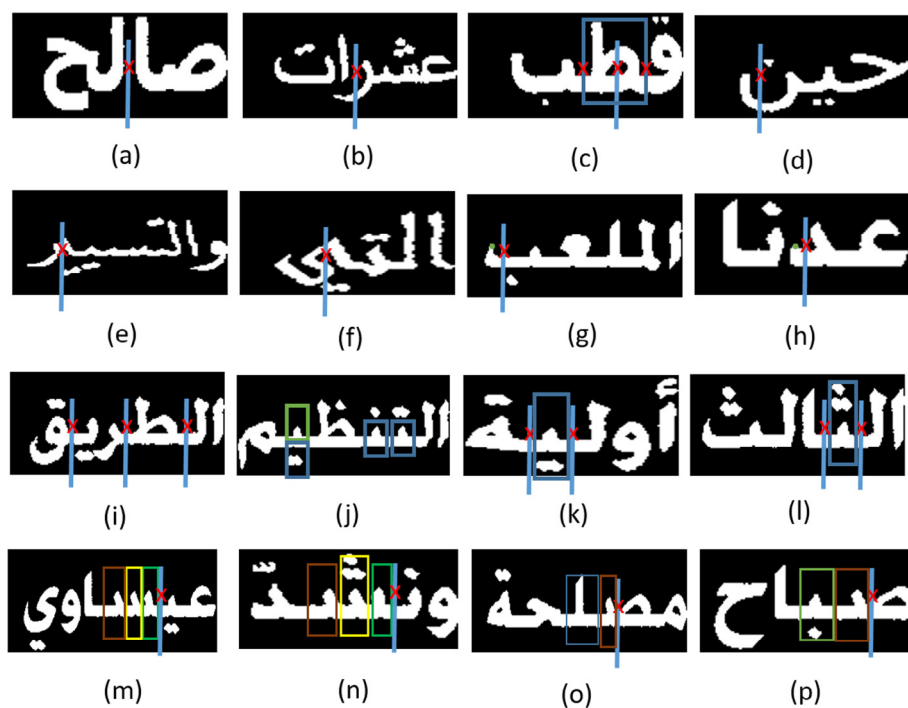 صالح
(a)
عشرات
(b)
قطب
(c)
حين
(d)
والتسيير
(e)
التي
(f)
الملعب
(g)
عدنا
(h)
الطريق
(i)
التنظيم
(j)
أولية
(k)
الثالث
(l)
عيساوي
(m)
ونشدّ
(n)
مصلحة
(o)
صباح
(p)